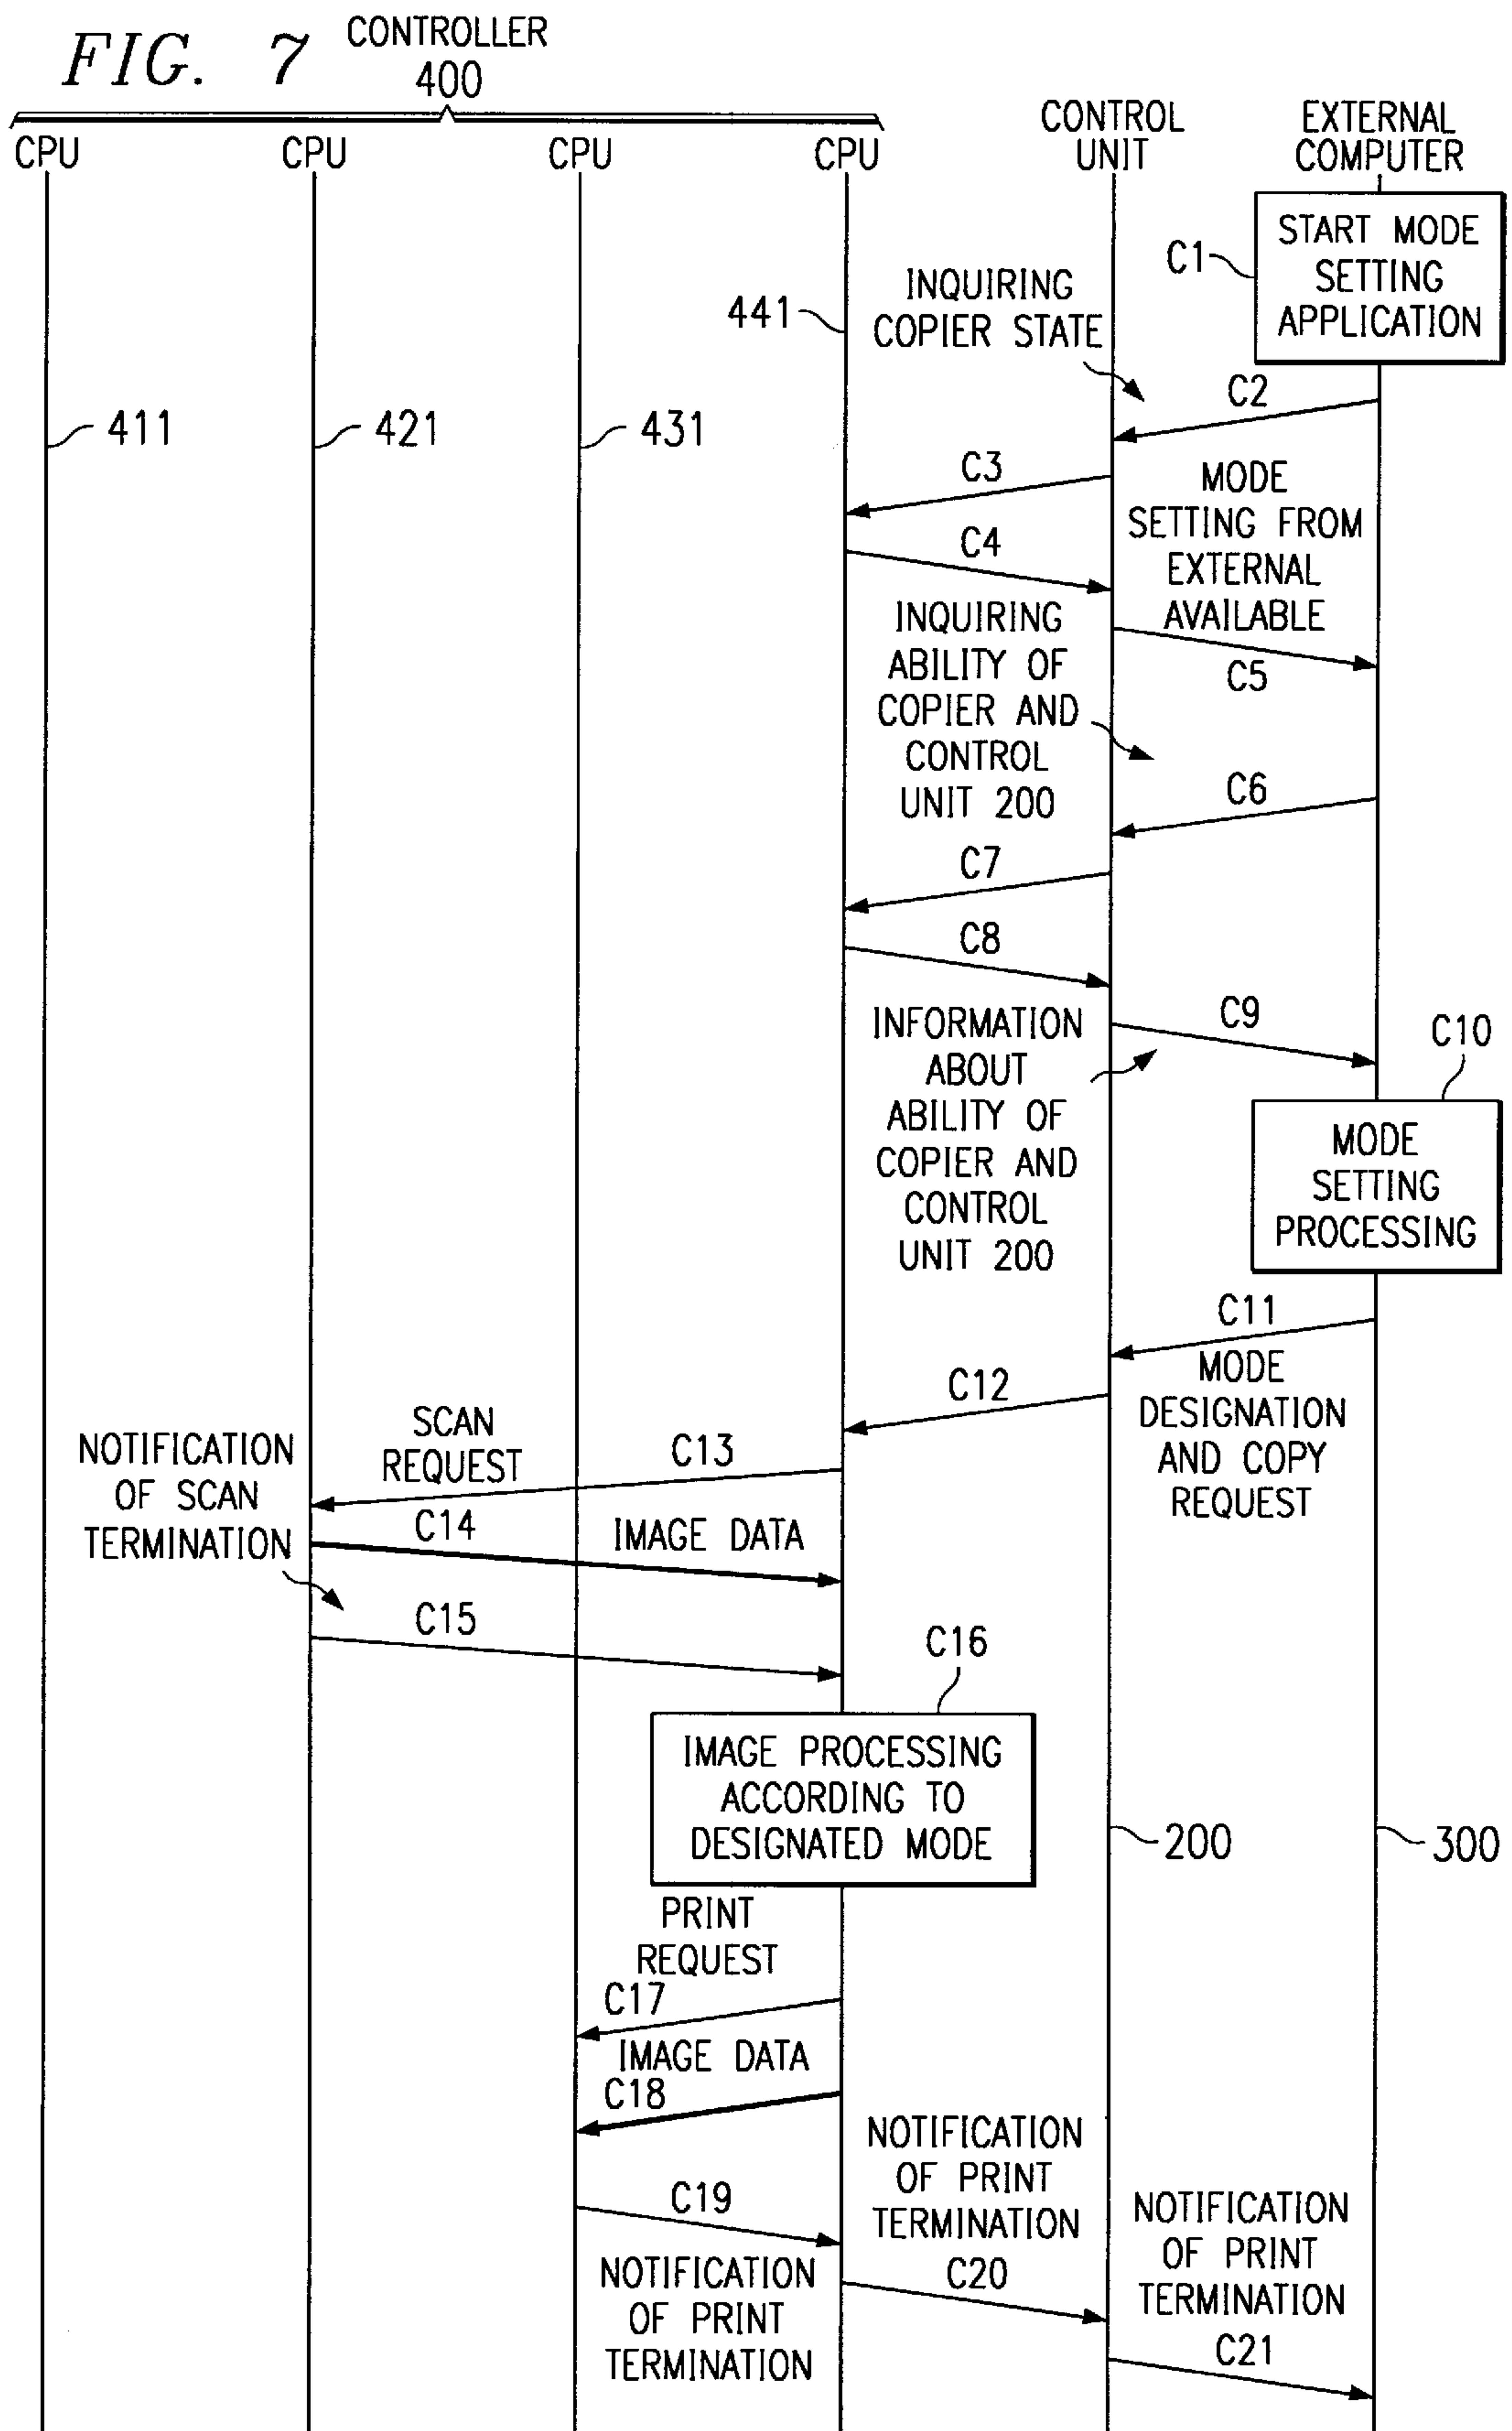 FIG. 7
CONTROLLER
400
CPU
CPU
CPU
CPU
CONTROL
UNIT
EXTERNAL
COMPUTER
C1
START MODE
SETTING
APPLICATION
441
INQUIRING
COPIER STATE
411
421
431
C2
C3
MODE
SETTING FROM
EXTERNAL
AVAILABLE
C4
C5
INQUIRING
ABILITY OF
COPIER AND
CONTROL
UNIT 200
C6
C7
C8
C9
INFORMATION
ABOUT
ABILITY OF
COPIER AND
CONTROL
UNIT 200
C10
MODE
SETTING
PROCESSING
C11
MODE
DESIGNATION
AND COPY
REQUEST
C12
SCAN
REQUEST
C13
NOTIFICATION
OF SCAN
TERMINATION
C14
IMAGE DATA
C15
C16
IMAGE PROCESSING
ACCORDING TO
DESIGNATED MODE
200
300
PRINT
REQUEST
C17
IMAGE DATA
C18
C19
NOTIFICATION
OF PRINT
TERMINATION
NOTIFICATION
OF PRINT
TERMINATION
C20
NOTIFICATION
OF PRINT
TERMINATION
C21